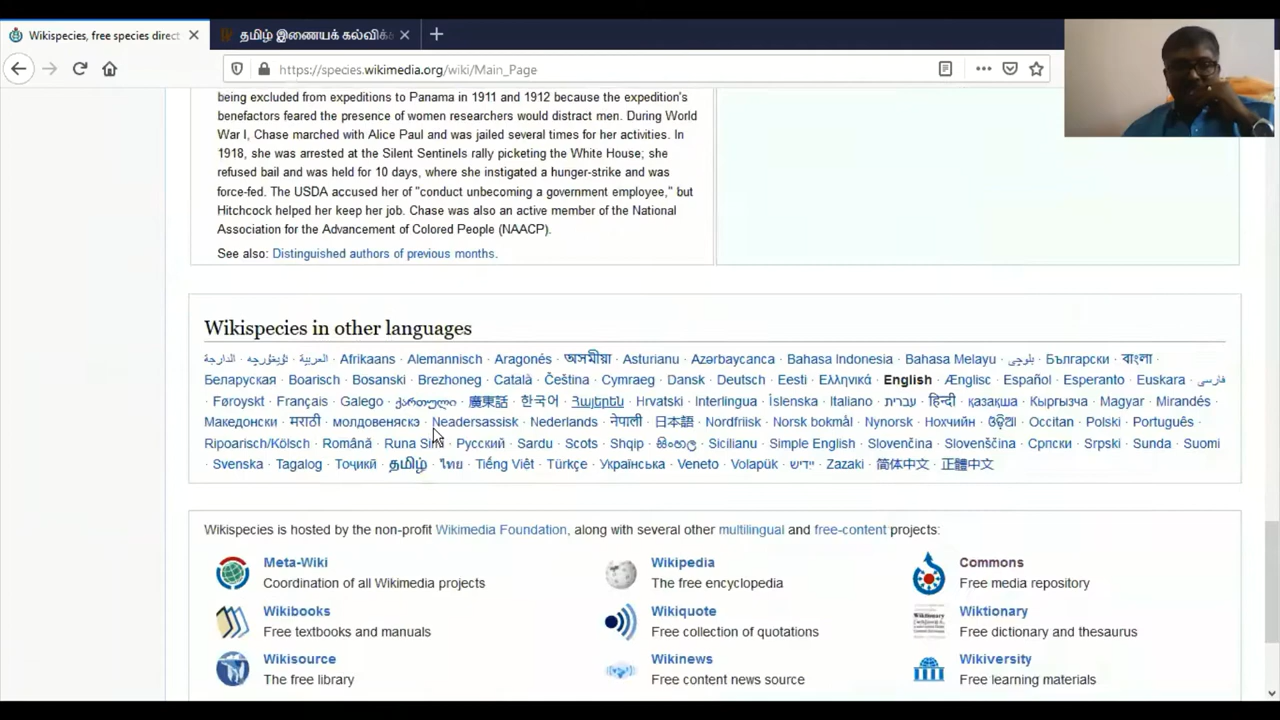 Wikispecies, free species direct
தமிழ் இணையக் கல்விக்
https://species.wikimedia.org/wiki/Main_Page
being excluded from expeditions to Panama in 1911 and 1912 because the expedition's
benefactors feared the presence of women researchers would distract men. During World
War I, Chase marched with Alice Paul and was jailed several times for her activities. In
1918, she was arrested at the Silent Sentinels rally picketing the White House; she
refused bail and was held for 10 days, where she instigated a hunger-strike and was
force-fed. The USDA accused her of "conduct unbecoming a government employee," but
Hitchcock helped her keep her job. Chase was also an active member of the National
Association for the Advancement of Colored People (NAACP).
See also: Distinguished authors of previous months.
Wikispecies in other languages
الدارجة · ئۇيغۇرچە · العربية · Afrikaans · Alemannisch · Aragonés · অসমীয়া · Asturianu · Azərbaycanca · Bahasa Indonesia · Bahasa Melayu · بلوچی · Български · বাংলা ·
Беларуская · Boarisch · Bosanski · Brezhoneg · Català · Čeština · Cymraeg · Dansk · Deutsch · Eesti · Ελληνικά · English · Ænglisc · Español · Esperanto · Euskara · فارسی
· Føroyskt · Français · Galego · ქართული · 廣東話 · 한국어 · Հայերեն · Hrvatski · Interlingua · Íslenska · Italiano · עברית · हिन्दी · қазақша · Кыргызча · Magyar · Mirandés ·
Македонски · मराठी · молдовеняскэ · Neadersassisk · Nederlands · नेपाली · 日本語 · Nordfriisk · Norsk bokmål · Nynorsk · Нохчийн · ଓଡ଼ିଆ · Occitan · Polski · Português ·
Ripoarisch/Kölsch · Română · Runa Simi · Русский · Sardu · Scots · Shqip · සිංහල · Sicilianu · Simple English · Slovenčina · Slovenščina · Српски · Srpski · Sunda · Suomi
· Svenska · Tagalog · Тоҷикӣ · தமிழ் · ไทย · Tiếng Việt · Türkçe · Українська · Veneto · Volapük · ייִדיש · Zazaki · 简体中文 · 正體中文
Wikispecies is hosted by the non-profit Wikimedia Foundation, along with several other multilingual and free-content projects:
Meta-Wiki
Coordination of all Wikimedia projects
Wikipedia
The free encyclopedia
Commons
Free media repository
Wikibooks
Free textbooks and manuals
Wikiquote
Free collection of quotations
Wiktionary
Free dictionary and thesaurus
Wikisource
The free library
Wikinews
Free content news source
Wikiversity
Free learning materials